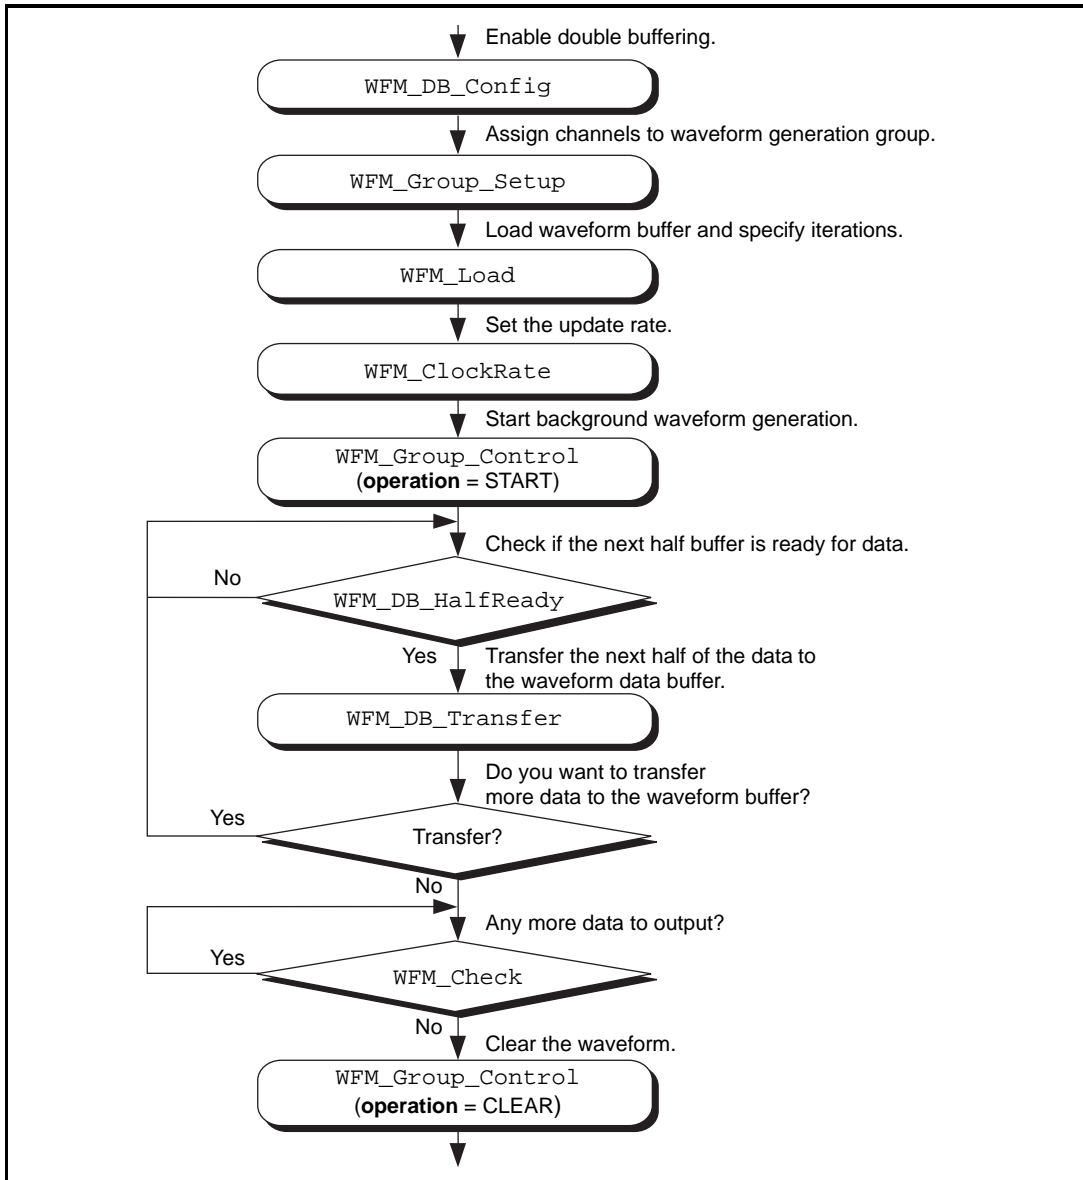 Enable double buffering.
WFM_DB_Config
Assign channels to waveform generation group.
WFM_Group_Setup
Load waveform buffer and specify iterations.
WFM_Load
Set the update rate.
WFM_ClockRate
Start background waveform generation.
WFM_Group_Control
(operation = START)
Check if the next half buffer is ready for data.
No
WFM_DB_HalfReady
Yes
Transfer the next half of the data to
the waveform data buffer.
WFM_DB_Transfer
Do you want to transfer
more data to the waveform buffer?
Yes
Transfer?
No
Any more data to output?
Yes
WFM_Check
No
Clear the waveform.
WFM_Group_Control
(operation = CLEAR)